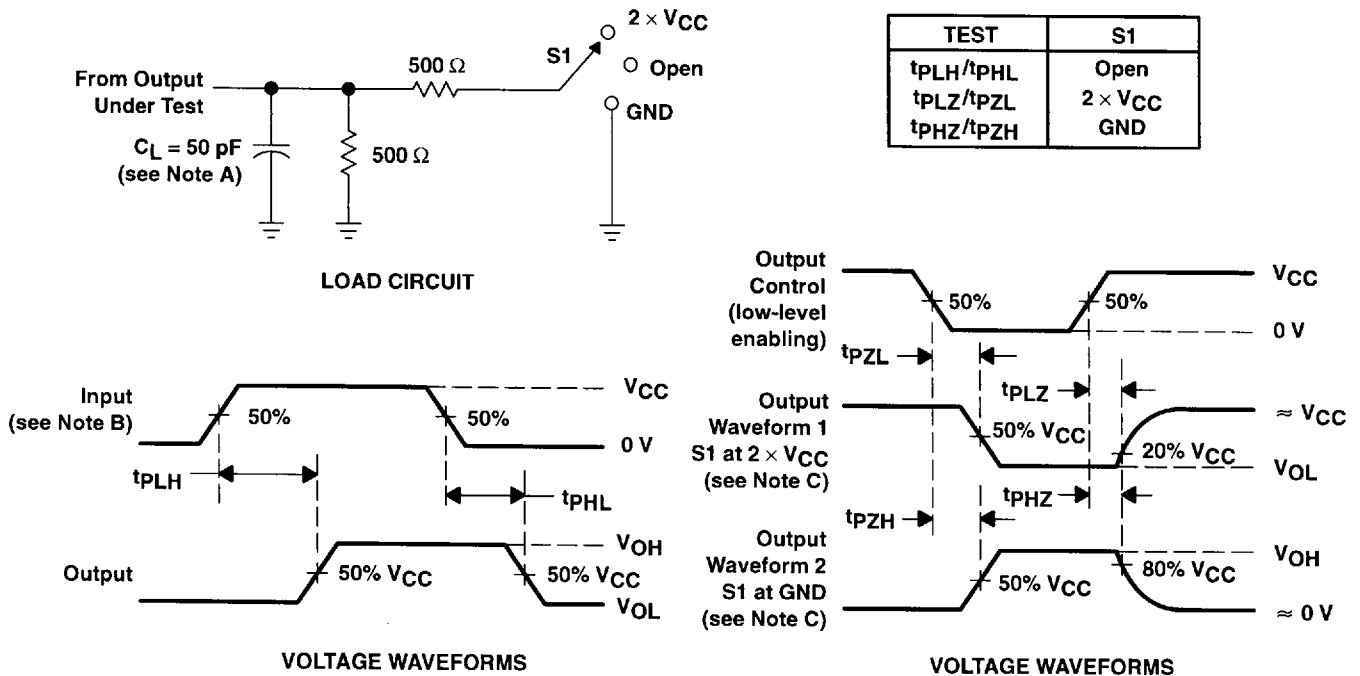 2 × VCC
S1
500 Ω
Open
From Output
Under Test
GND
CL = 50 pF
(see Note A)
500 Ω
LOAD CIRCUIT
TEST S1
tPLH/tPHL Open
tPLZ/tPZL 2 × VCC
tPHZ/tPZH GND
Input
(see Note B)
50%
50%
VCC
0 V
tPLH
tPHL
Output
50% VCC
50% VCC
VOH
VOL
VOLTAGE WAVEFORMS
Output
Control
(low-level
enabling)
50%
50%
VCC
0 V
tPZL
tPLZ
Output
Waveform 1
S1 at 2 × VCC
(see Note C)
50% VCC
20% VCC
≈ VCC
VOL
tPZH
tPHZ
Output
Waveform 2
S1 at GND
(see Note C)
50% VCC
80% VCC
VOH
≈ 0 V
VOLTAGE WAVEFORMS